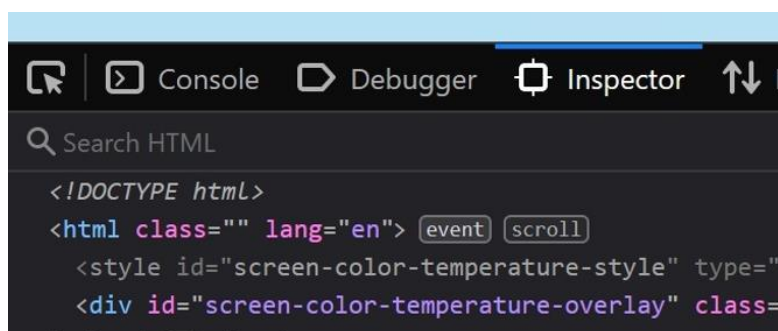 Console Debugger Inspector
Search HTML
<!DOCTYPE html>
<html class="" lang="en"> event scroll
<style id="screen-color-temperature-style" type="
<div id="screen-color-temperature-overlay" class=